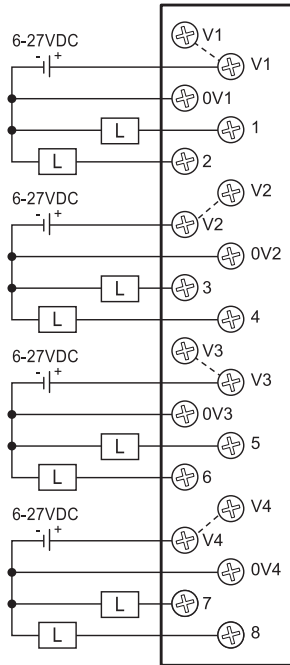 6-27VDC
V1
- +
V1
0V1
L 1
L 2
6-27VDC
V2
- +
V2
0V2
L 3
L 4
6-27VDC
V3
- +
V3
0V3
L 5
L 6
6-27VDC
V4
- +
V4
0V4
L 7
L 8